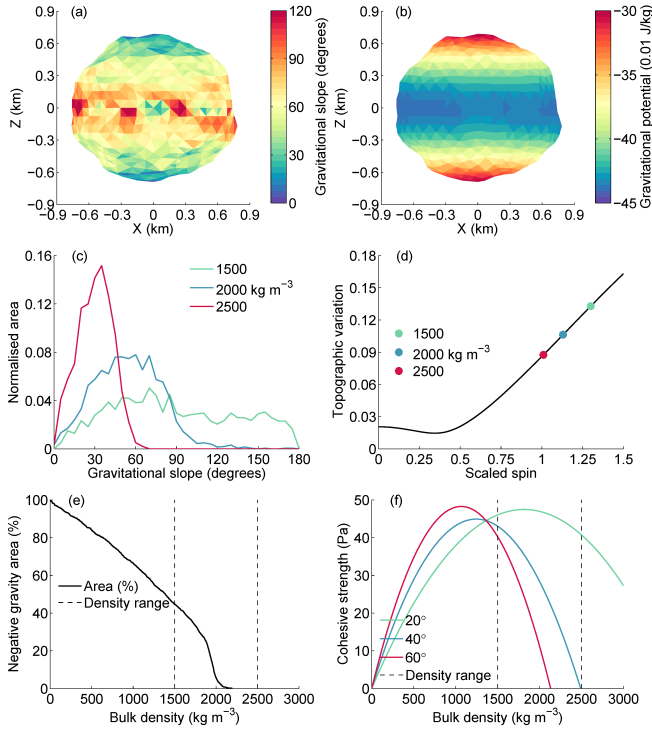 (a)
0.9
0.6
0.3
0
−0.3
−0.6
−0.9
Z (km)
−0.9 −0.6 −0.3 0 0.3 0.6 0.9
X (km)
120
90
60
30
0
Gravitational slope (degrees)
(b)
0.9
0.6
0.3
0
−0.3
−0.6
−0.9
Z (km)
−0.9 −0.6 −0.3 0 0.3 0.6 0.9
X (km)
−30
−35
−40
−45
Gravitational potential (0.01 J/kg)
(c)
0.16
0.12
0.08
0.04
0
Normalised area
1500
2000 kg m⁻³
2500
0 30 60 90 120 150 180
Gravitational slope (degrees)
(d)
0.18
0.15
0.12
0.09
0.06
0.03
0
Topographic variation
1500
2000 kg m⁻³
2500
0 0.25 0.5 0.75 1 1.25 1.5
Scaled spin
(e)
100
80
60
40
20
0
Negative gravity area (%)
Area (%)
Density range
0 500 1000 1500 2000 2500 3000
Bulk density (kg m⁻³)
(f)
50
40
30
20
10
0
Cohesive strength (Pa)
20°
40°
60°
Density range
0 500 1000 1500 2000 2500 3000
Bulk density (kg m⁻³)